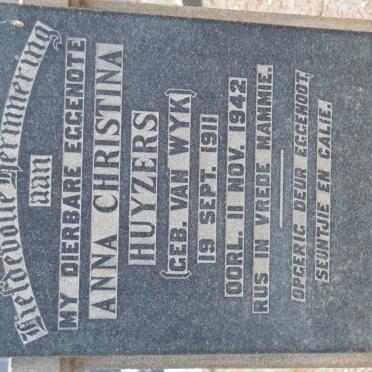 Liefdevolle Herinnering
van
MY DIERBARE EGGENOTE
ANNA CHRISTINA
HUYZERS
(GEB. VAN WYK)
19 SEPT. 1911
OORL. 11 NOV. 1942
RUS IN VREDE MAMMIE.
OPGERIG DEUR EGGENOOT,
SEUNTJIE EN CALIE.